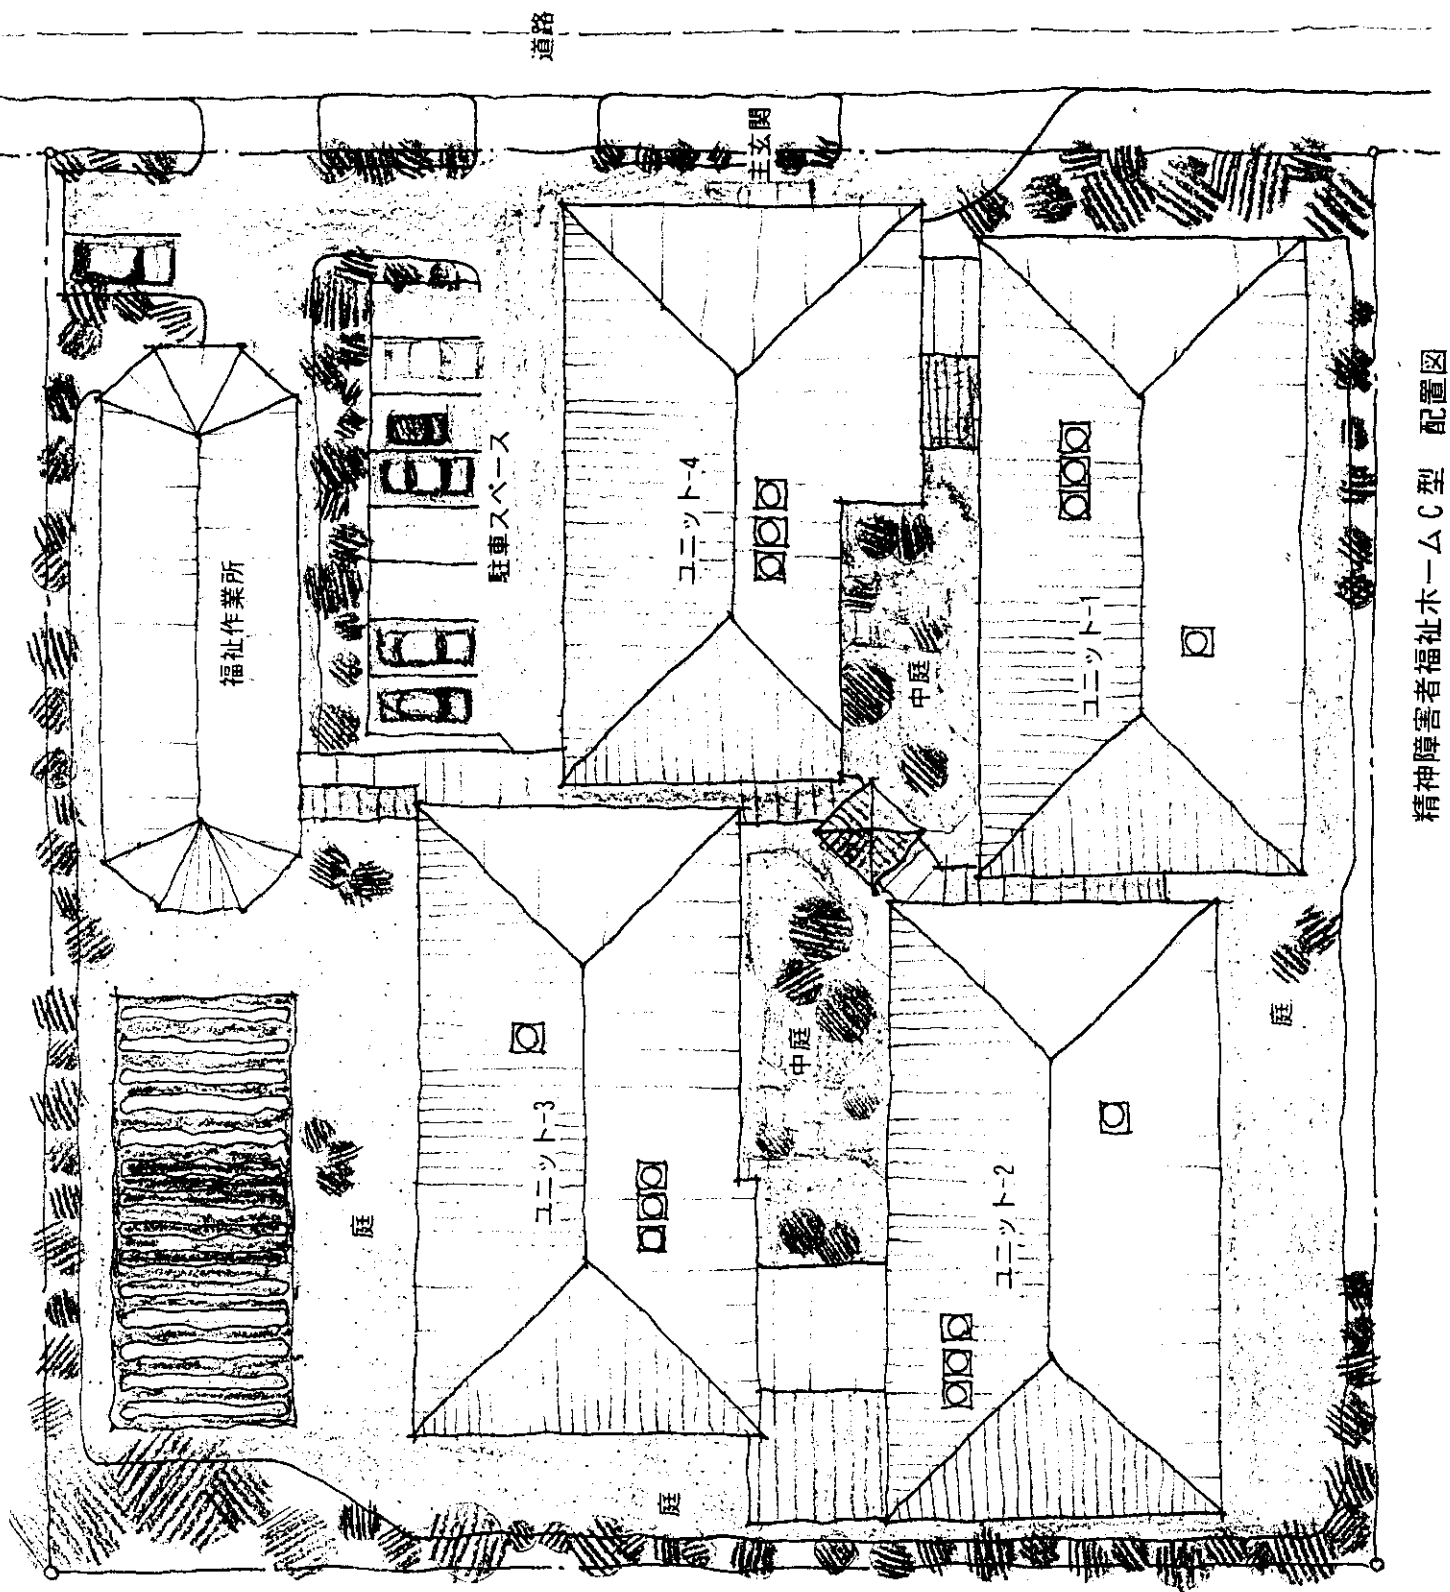 道路
主玄関
駐車スペース
福祉作業所
ユニット-4
ユニット-1
中庭
中庭
ユニット-3
ユニット-2
庭
庭
庭
精神障害者福祉ホームC型 配置図